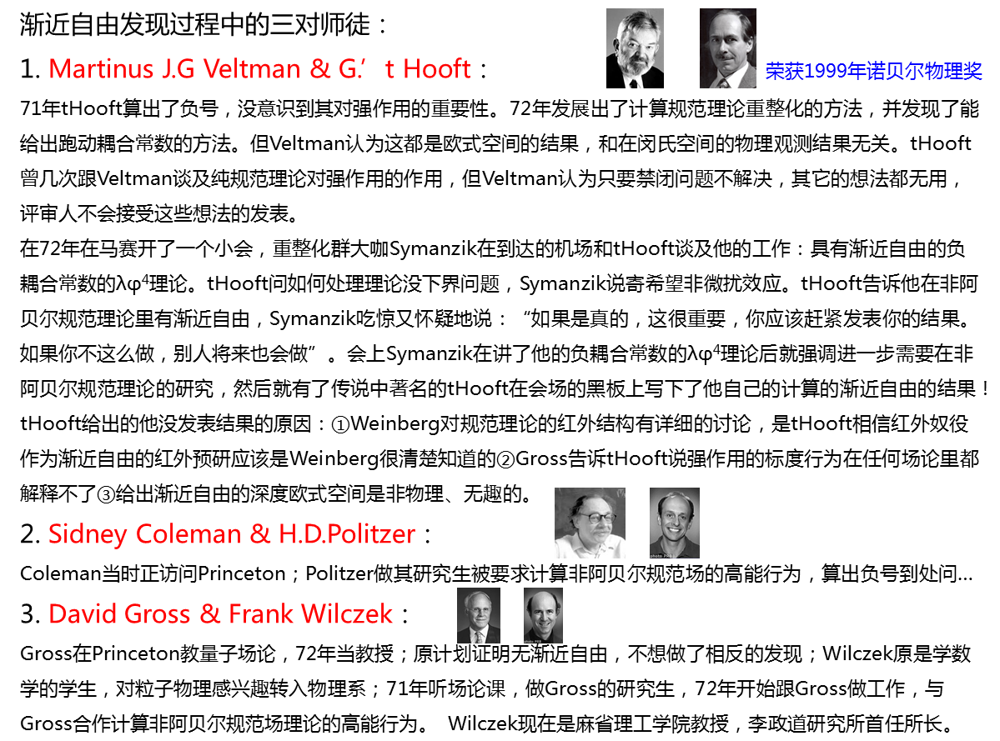 渐近自由发现过程中的三对师徒：
1. Martinus J.G Veltman & G.’t Hooft：
荣获1999年诺贝尔物理奖
71年tHooft算出了负号，没意识到其对强作用的重要性。72年发展出了计算规范理论重整化的方法，并发现了能
给出跑动耦合常数的方法。但Veltman认为这都是欧式空间的结果，和在闵氏空间的物理观测结果无关。tHooft
曾几次跟Veltman谈及纯规范理论对强作用的作用，但Veltman认为只要禁闭问题不解决，其它的想法都无用，
评审人不会接受这些想法的发表。
在72年在马赛开了一个小会，重整化群大咖Symanzik在到达的机场和tHooft谈及他的工作：具有渐近自由的负
耦合常数的λφ⁴理论。tHooft问如何处理理论没下界问题，Symanzik说寄希望非微扰效应。tHooft告诉他在非阿
贝尔规范理论里有渐近自由，Symanzik吃惊又怀疑地说：“如果是真的，这很重要，你应该赶紧发表你的结果。
如果你不这么做，别人将来也会做”。会上Symanzik在讲了他的负耦合常数的λφ⁴理论后就强调进一步需要在非
阿贝尔规范理论的研究，然后就有了传说中著名的tHooft在会场的黑板上写下了他自己的计算的渐近自由的结果！
tHooft给出的他没发表结果的原因：①Weinberg对规范理论的红外结构有详细的讨论，是tHooft相信红外奴役
作为渐近自由的红外预研应该是Weinberg很清楚知道的②Gross告诉tHooft说强作用的标度行为在任何场论里都
解释不了③给出渐近自由的深度欧式空间是非物理、无趣的。
2. Sidney Coleman & H.D.Politzer：
Coleman当时正访问Princeton；Politzer做其研究生被要求计算非阿贝尔规范场的高能行为，算出负号到处问...
3. David Gross & Frank Wilczek：
Gross在Princeton教量子场论，72年当教授；原计划证明无渐近自由，不想做了相反的发现；Wilczek原是学数
学的学生，对粒子物理感兴趣转入物理系；71年听场论课，做Gross的研究生，72年开始跟Gross做工作，与
Gross合作计算非阿贝尔规范场理论的高能行为。 Wilczek现在是麻省理工学院教授，李政道研究所首任所长。